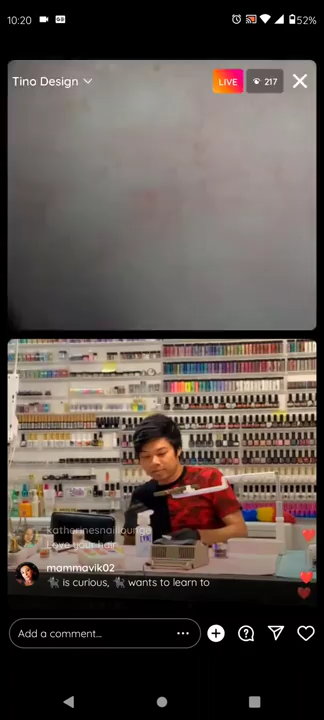 10:20
52%
Tino Design
LIVE
217
katherinesnaillounge
Love your hair
mammavik02
is curious, wants to learn to
Add a comment...